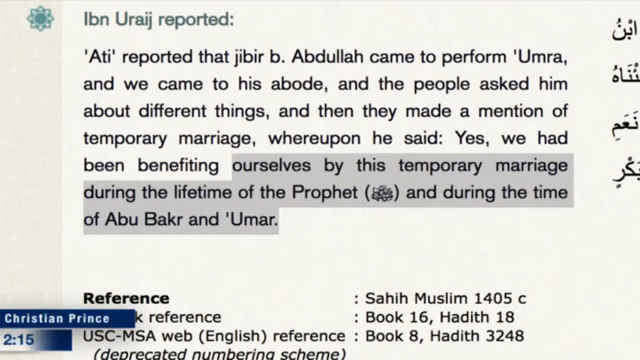 Ibn Uraij reported:
'Ati' reported that jibir b. Abdullah came to perform 'Umra,
and we came to his abode, and the people asked him
about different things, and then they made a mention of
temporary marriage, whereupon he said: Yes, we had
been benefiting ourselves by this temporary marriage
during the lifetime of the Prophet (ﷺ) and during the time
of Abu Bakr and 'Umar.
ابْنُ
نَعَمِ
بَكْرٍ
Reference : Sahih Muslim 1405 c
reference : Book 16, Hadith 18
USC-MSA web (English) reference : Book 8, Hadith 3248
(deprecated numbering scheme)
Christian Prince
2:15